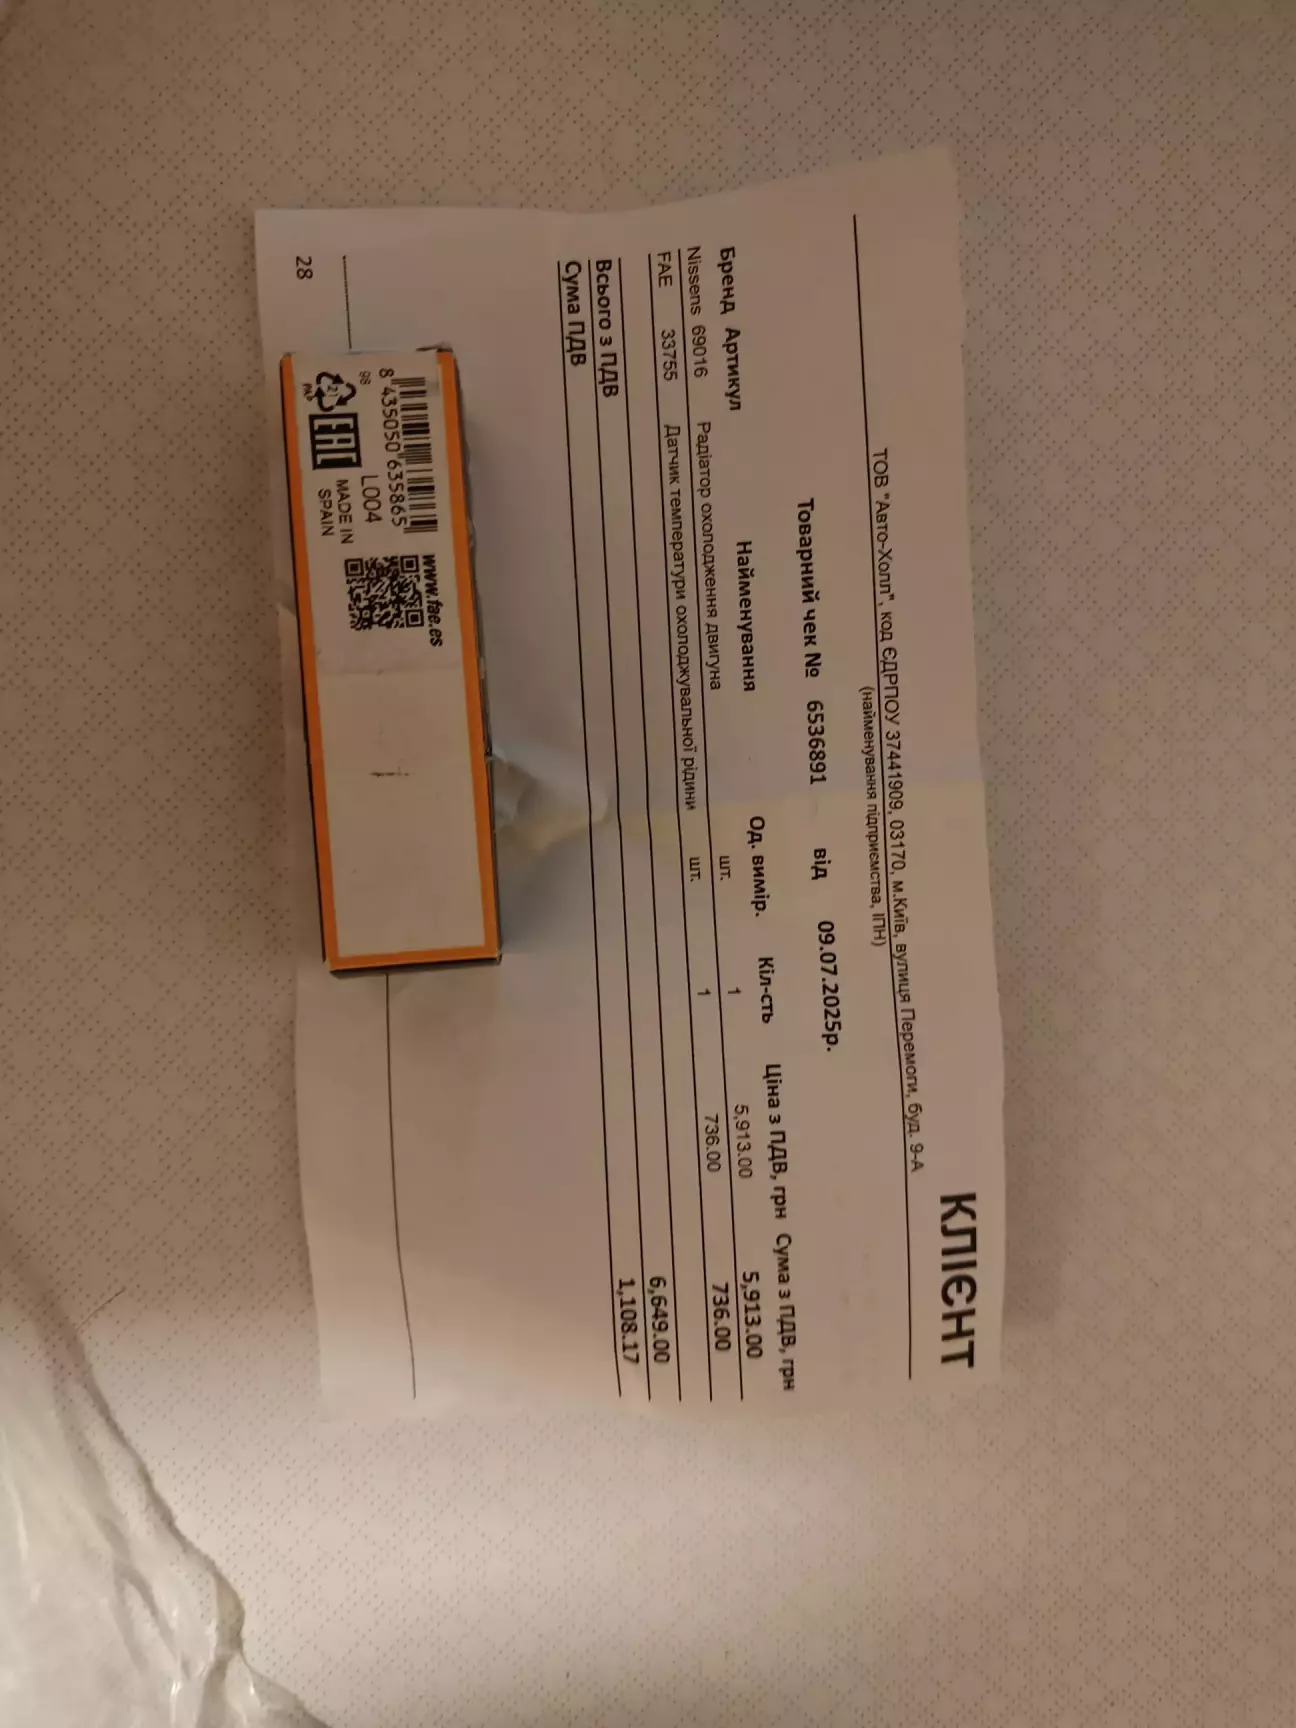 КЛІЄНТ
ТОВ "Авто-Холл", код ЄДРПОУ 37441909, 03170, м.Київ, вулиця Перемоги, буд. 9-А
(найменування підприємства, ІПН)
Товарний чек № 6536891 від 09.07.2025р.
Бренд Артикул Найменування Од. вимір. Кіл-сть Ціна з ПДВ, грн Сума з ПДВ, грн
Nissens 69016 Радіатор охолодження двигуна шт. 1 5,913.00 5,913.00
FAE 33755 Датчик температури охолоджувальної рідини шт. 1 736.00 736.00
Всього з ПДВ 6,649.00
Сума ПДВ 1,108.17
28
www.fae.es
8 435050 635865
L004
98
MADE IN
SPAIN
EAC
21
PAP